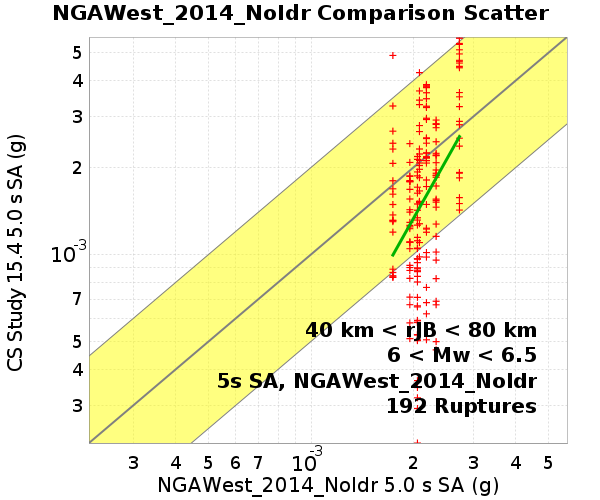 NGAWest_2014_NoIdr Comparison Scatter
CS Study 15.4 5.0 s SA (g)
5
4
3
2
10-3
7
5
4
3
40 km < rJB < 80 km
6 < Mw < 6.5
5s SA, NGAWest_2014_NoIdr
192 Ruptures
3 4 5 6 7 10-3 2 3 4 5
NGAWest_2014_NoIdr 5.0 s SA (g)